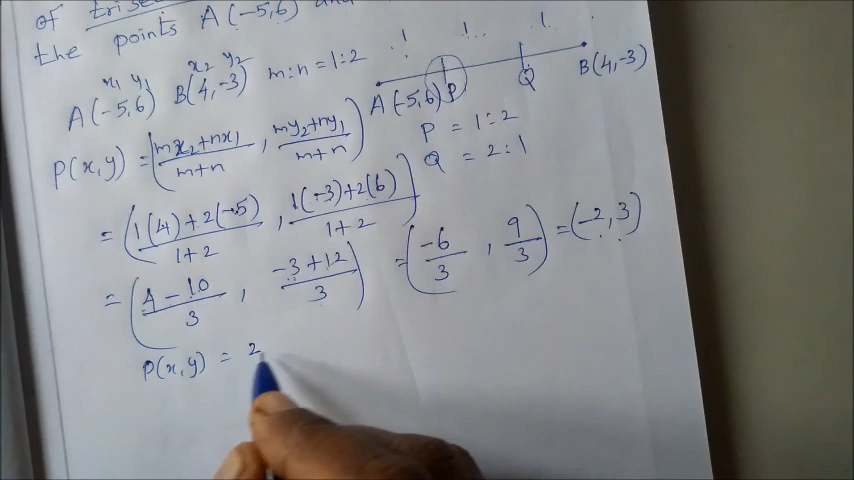 of trise
the points A(-5,6) and
x₁ y₁ x₂ y₂
A(-5,6) B(4,-3) m:n = 1:2
A(-5,6) P Q B(4,-3)
P = 1:2
Q = 2:1
P(x,y) = (mx₂+nx₁/m+n , my₂+ny₁/m+n)
= (1(4)+2(-5)/1+2 , 1(-3)+2(6)/1+2)
= (4-10/3 , -3+12/3) = (-6/3 , 9/3) = (-2,3)
P(x,y) = 2